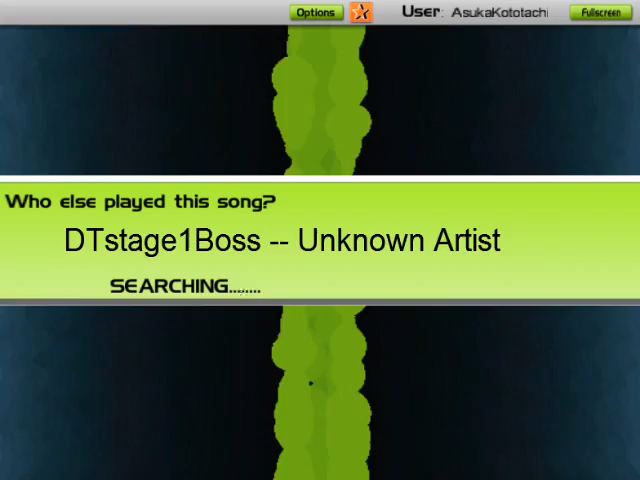 Options User: AsukaKototachi Fullscreen
Who else played this song?
DTstage1Boss -- Unknown Artist
SEARCHING........